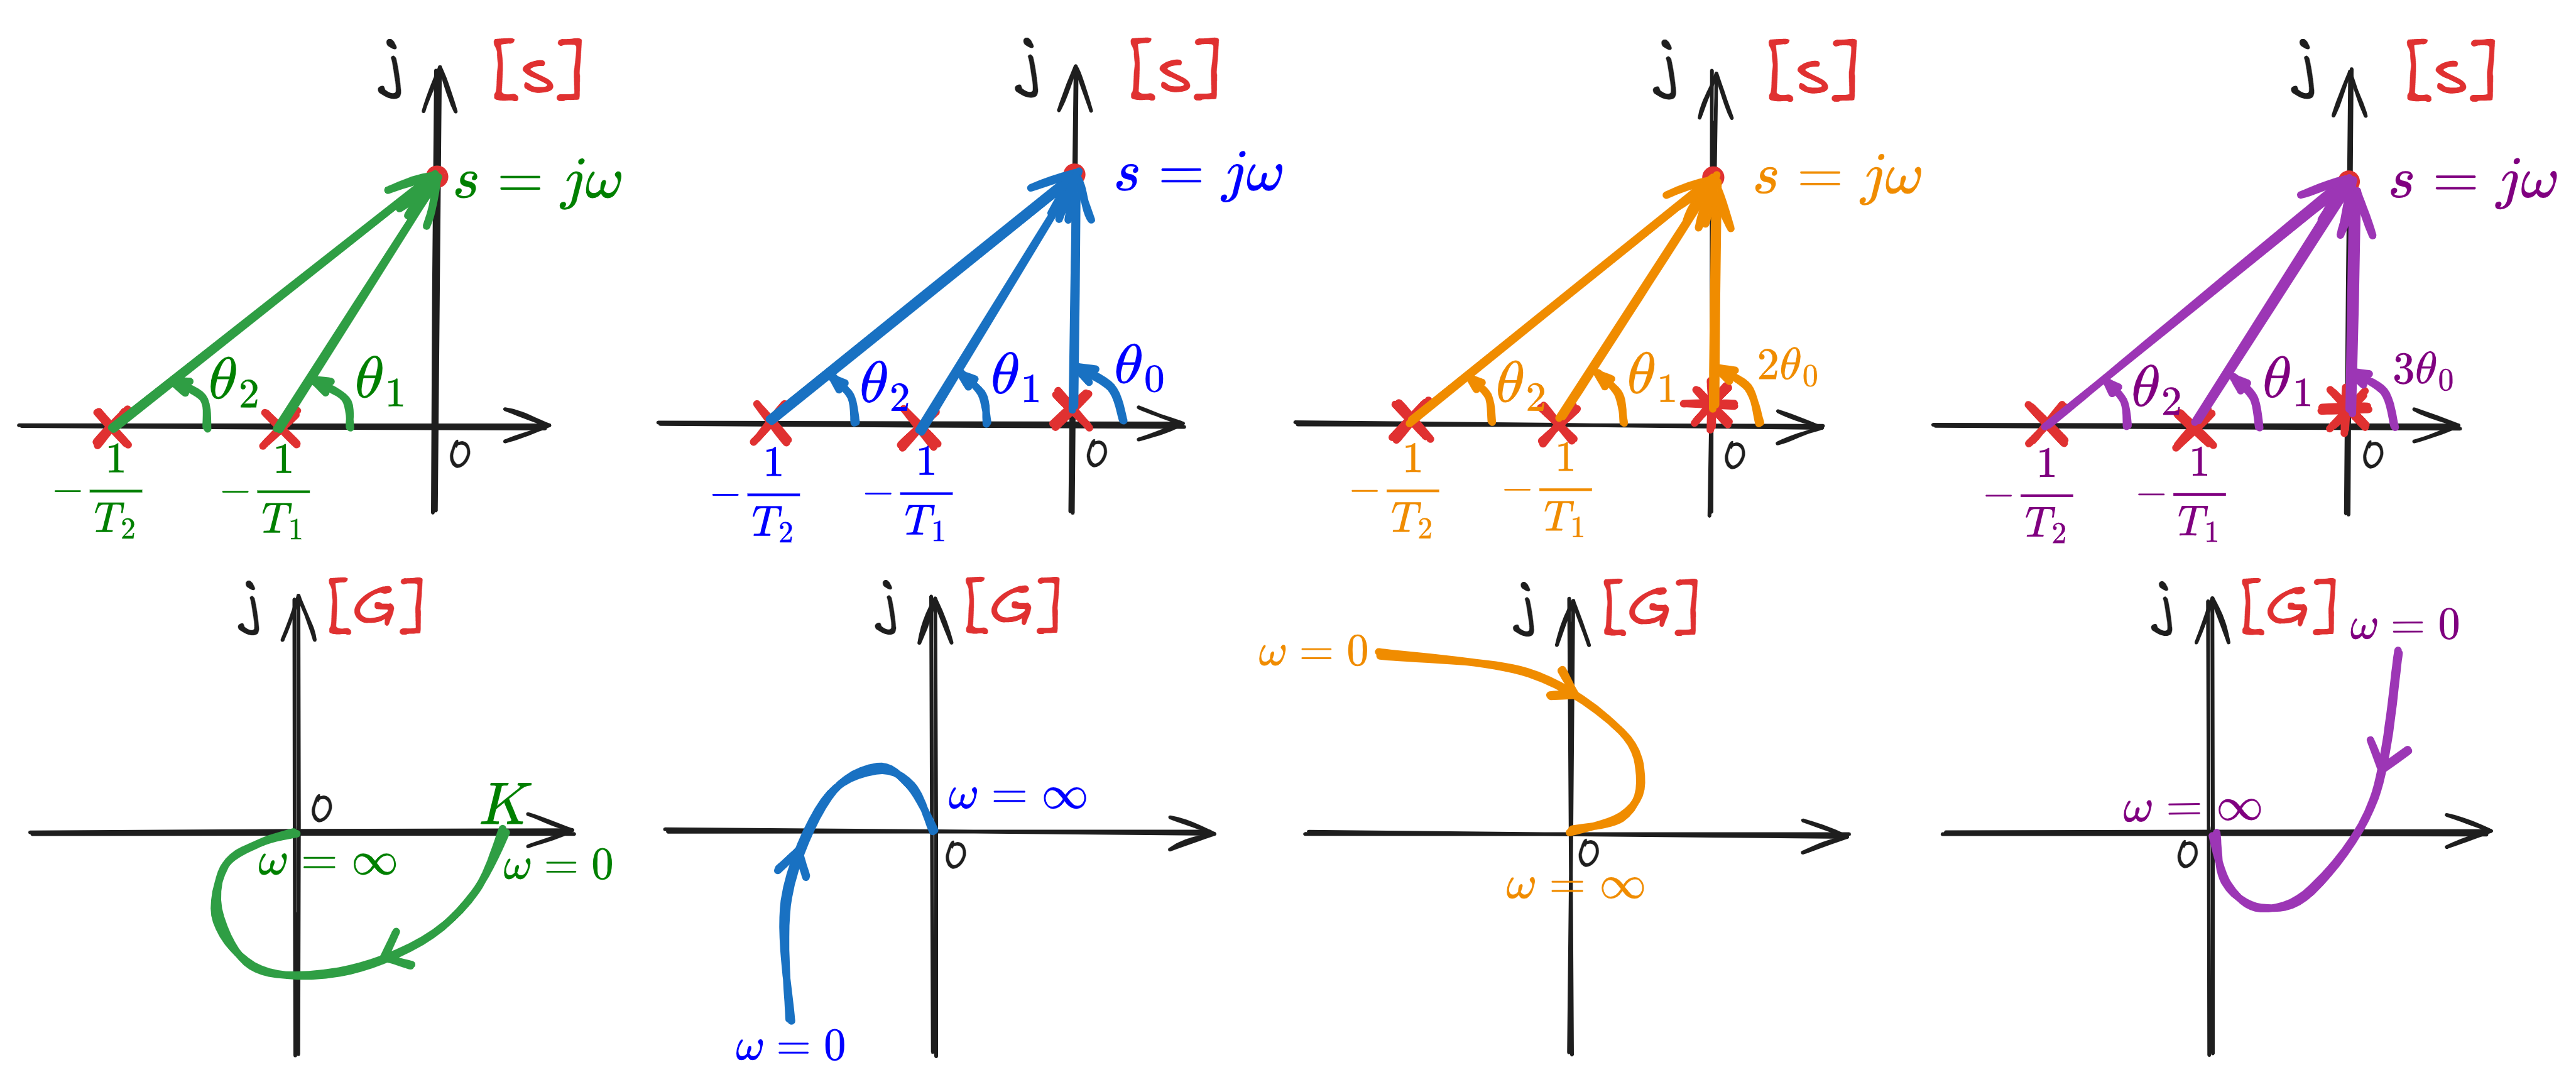 j [s]
s = jω
θ₂ θ₁
0
-1/T₂ -1/T₁
j [s]
s = jω
θ₂ θ₁ θ₀
0
-1/T₂ -1/T₁
j [s]
s = jω
θ₂ θ₁ 2θ₀
0
-1/T₂ -1/T₁
j [s]
s = jω
θ₂ θ₁ 3θ₀
0
-1/T₂ -1/T₁
j [G]
0 K
ω = ∞ ω = 0
j [G]
ω = ∞
0
ω = 0
j [G]
ω = 0
0
ω = ∞
j [G]
ω = 0
ω = ∞
0